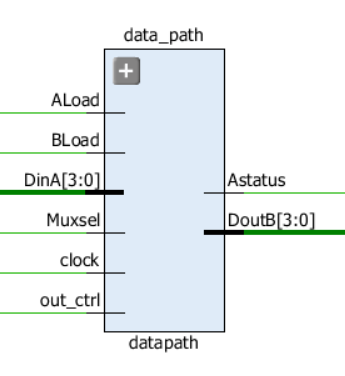 data_path
ALoad
BLoad
DinA[3:0]
Muxsel
clock
out_ctrl
Astatus
DoutB[3:0]
datapath